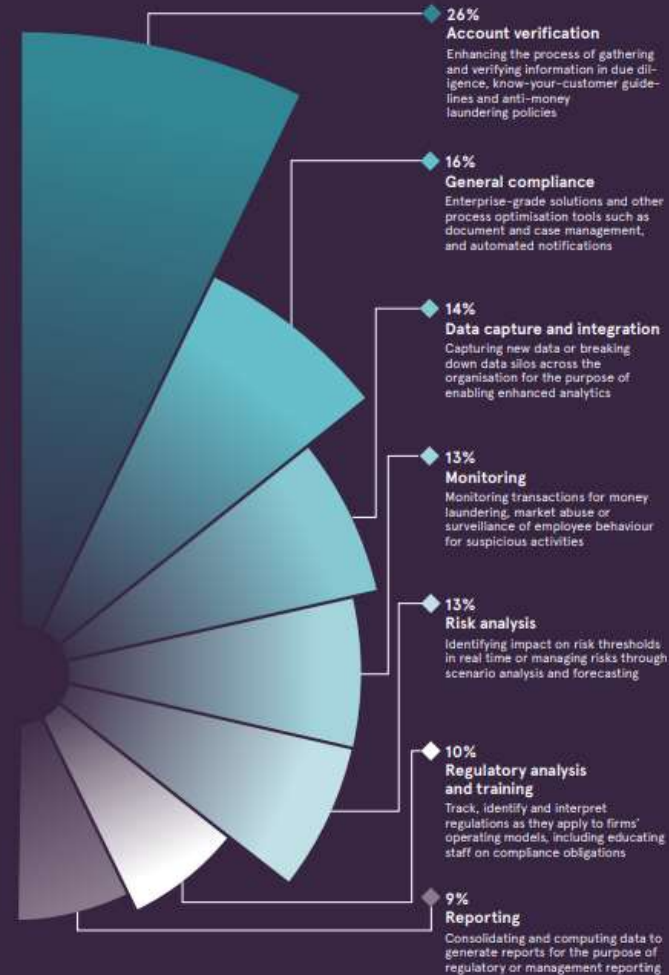 26%
Account verification
Enhancing the process of gathering
and verifying information in due dil-
igence, know-your-customer guide-
lines and anti-money
laundering policies
16%
General compliance
Enterprise-grade solutions and other
process optimisation tools such as
document and case management,
and automated notifications
14%
Data capture and integration
Capturing new data or breaking
down data silos across the
organisation for the purpose of
enabling enhanced analytics
13%
Monitoring
Monitoring transactions for money
laundering, market abuse or
surveillance of employee behaviour
for suspicious activities
13%
Risk analysis
Identifying impact on risk thresholds
in real time or managing risks through
scenario analysis and forecasting
10%
Regulatory analysis
and training
Track, identify and interpret
regulations as they apply to firms'
operating models, including educating
staff on compliance obligations
9%
Reporting
Consolidating and computing data to
generate reports for the purpose of
regulatory or management reporting